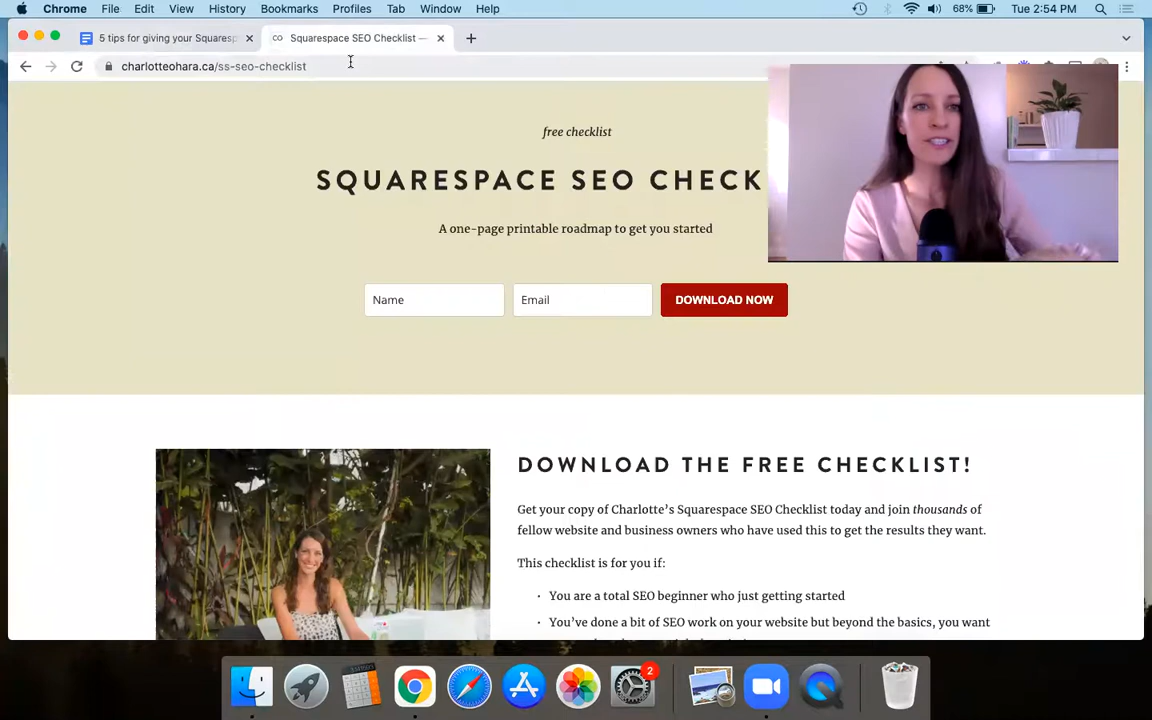 Chrome File Edit View History Bookmarks Profiles Tab Window Help 68% Tue 2:54 PM
5 tips for giving your Squaresp
Squarespace SEO Checklist —
charlotteohara.ca/ss-seo-checklist
free checklist
SQUARESPACE SEO CHECK
A one-page printable roadmap to get you started
Name Email DOWNLOAD NOW
DOWNLOAD THE FREE CHECKLIST!
Get your copy of Charlotte's Squarespace SEO Checklist today and join thousands of
fellow website and business owners who have used this to get the results they want.
This checklist is for you if:
• You are a total SEO beginner who just getting started
• You've done a bit of SEO work on your website but beyond the basics, you want
2